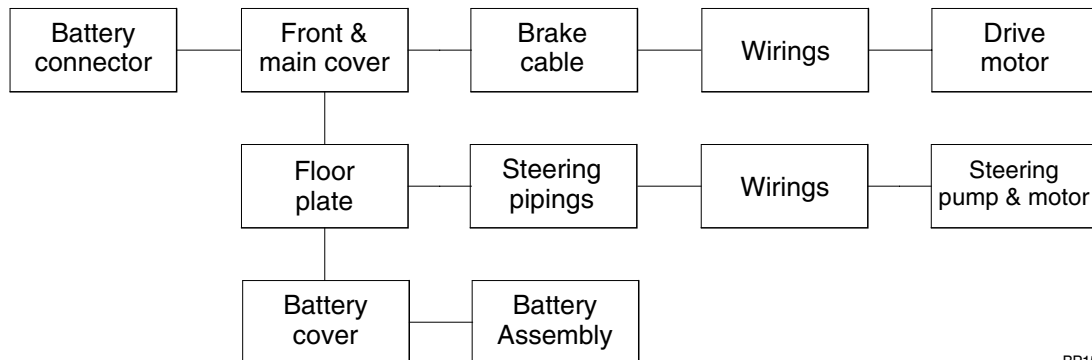 Battery
connector
Front &
main cover
Brake
cable
Wirings
Drive
motor
Floor
plate
Steering
pipings
Wirings
Steering
pump & motor
Battery
cover
Battery
Assembly